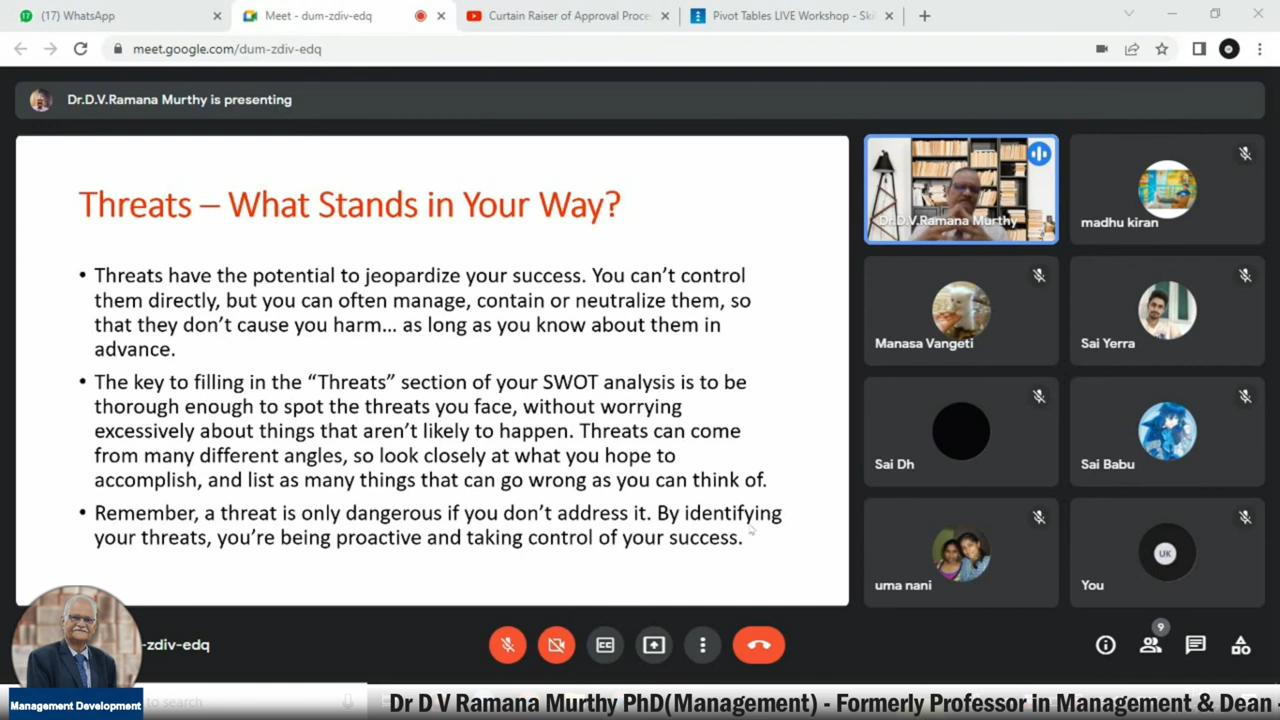 (17) WhatsApp
Meet - dum-zdiv-edq
Curtain Raiser of Approval Proce
Pivot Tables LIVE Workshop - Ski
meet.google.com/dum-zdiv-edq
Dr.D.V.Ramana Murthy is presenting
Threats – What Stands in Your Way?
• Threats have the potential to jeopardize your success. You can’t control
them directly, but you can often manage, contain or neutralize them, so
that they don’t cause you harm... as long as you know about them in
advance.
• The key to filling in the “Threats” section of your SWOT analysis is to be
thorough enough to spot the threats you face, without worrying
excessively about things that aren’t likely to happen. Threats can come
from many different angles, so look closely at what you hope to
accomplish, and list as many things that can go wrong as you can think of.
• Remember, a threat is only dangerous if you don’t address it. By identifying
your threats, you’re being proactive and taking control of your success.
Dr.D.V.Ramana Murthy
madhu kiran
Manasa Vangeti
Sai Yerra
Sai Dh
Sai Babu
uma nani
UK
You
-zdiv-edq
CC
9
to search
Management Development
Dr D V Ramana Murthy PhD(Management) - Formerly Professor in Management & Dean -